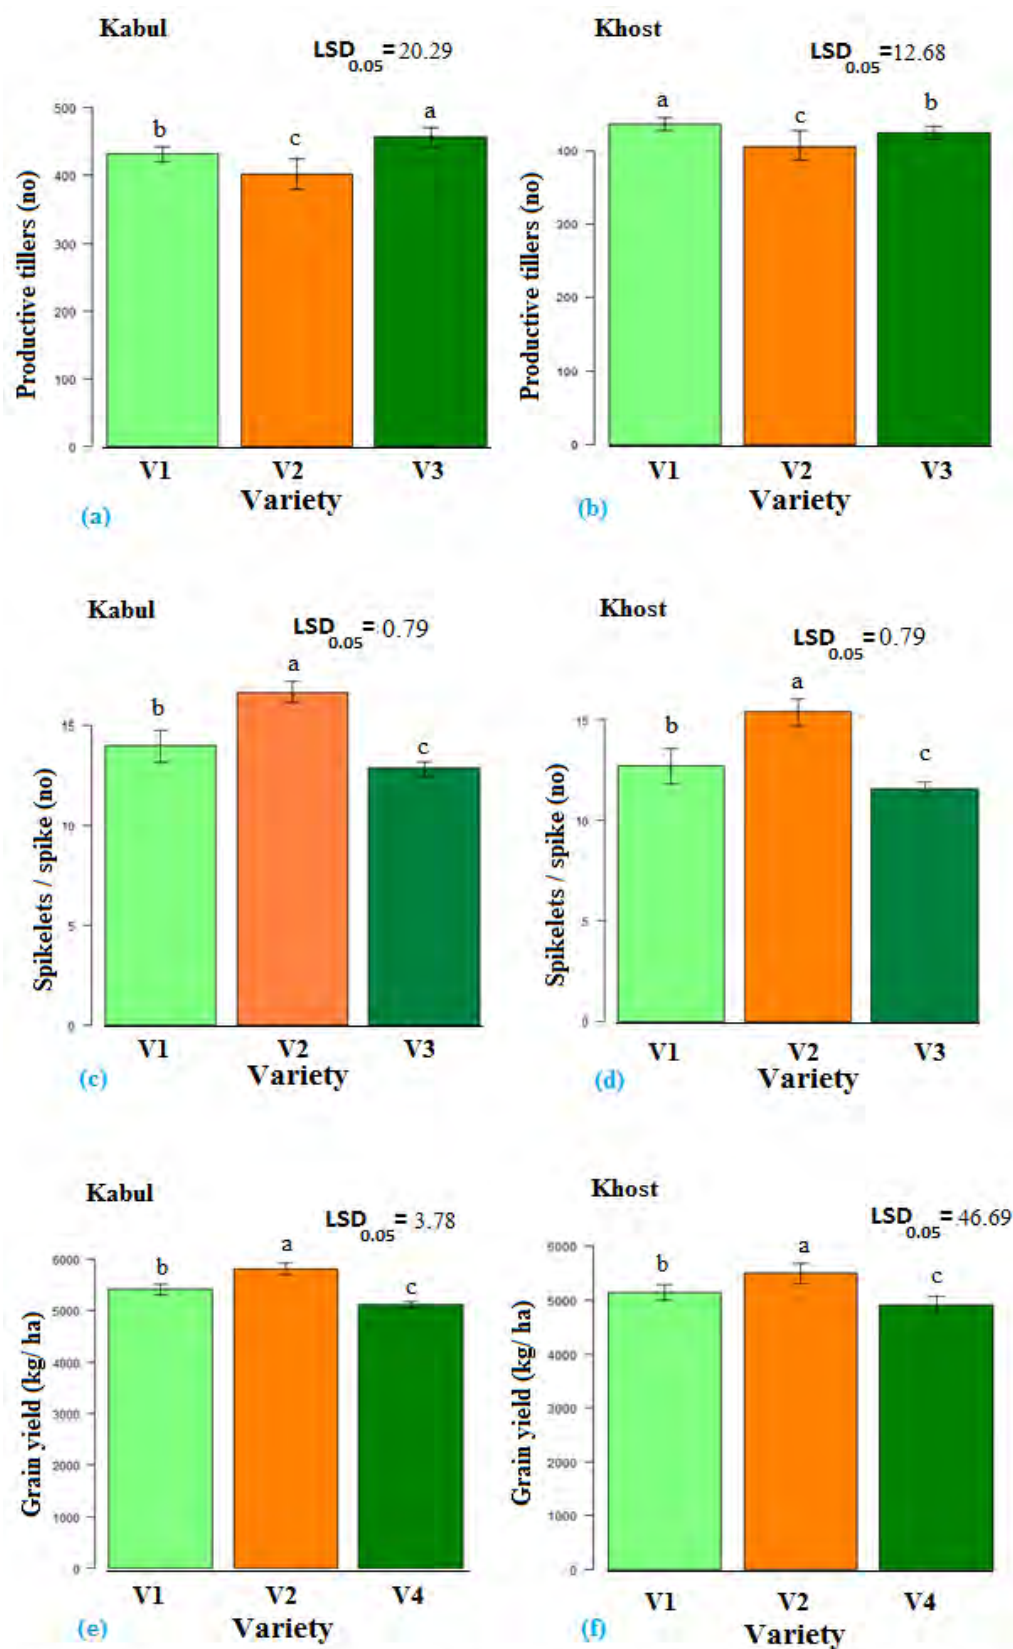 Kabul
LSD0.05= 20.29
b
c
a
Productive tillers (no)
500
400
300
200
100
0
V1 V2 V3
Variety
(a)
Khost
LSD0.05=12.68
a
c
b
Productive tillers (no)
400
300
200
100
0
V1 V2 V3
Variety
(b)
Kabul
LSD0.05= 0.79
b
a
c
Spikelets / spike (no)
15
10
5
0
V1 V2 V3
Variety
(c)
Khost
LSD0.05= 0.79
b
a
c
Spikelets / spike (no)
15
10
5
0
V1 V2 V3
Variety
(d)
Kabul
LSD0.05= 3.78
b
a
c
Grain yield (kg/ ha)
6000
5000
4000
3000
2000
1000
0
V1 V2 V4
Variety
(e)
Khost
LSD0.05= 46.69
b
a
c
Grain yield (kg/ ha)
6000
5000
4000
3000
2000
1000
0
V1 V2 V4
Variety
(f)